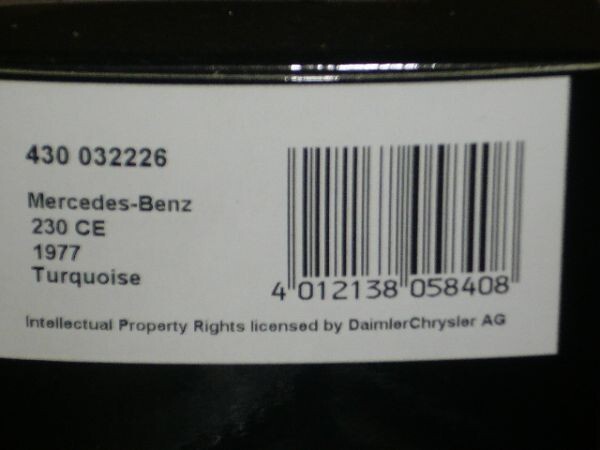 430 032226
Mercedes-Benz
230 CE
1977
Turquoise
4 012138 058408
Intellectual Property Rights licensed by DaimlerChrysler AG